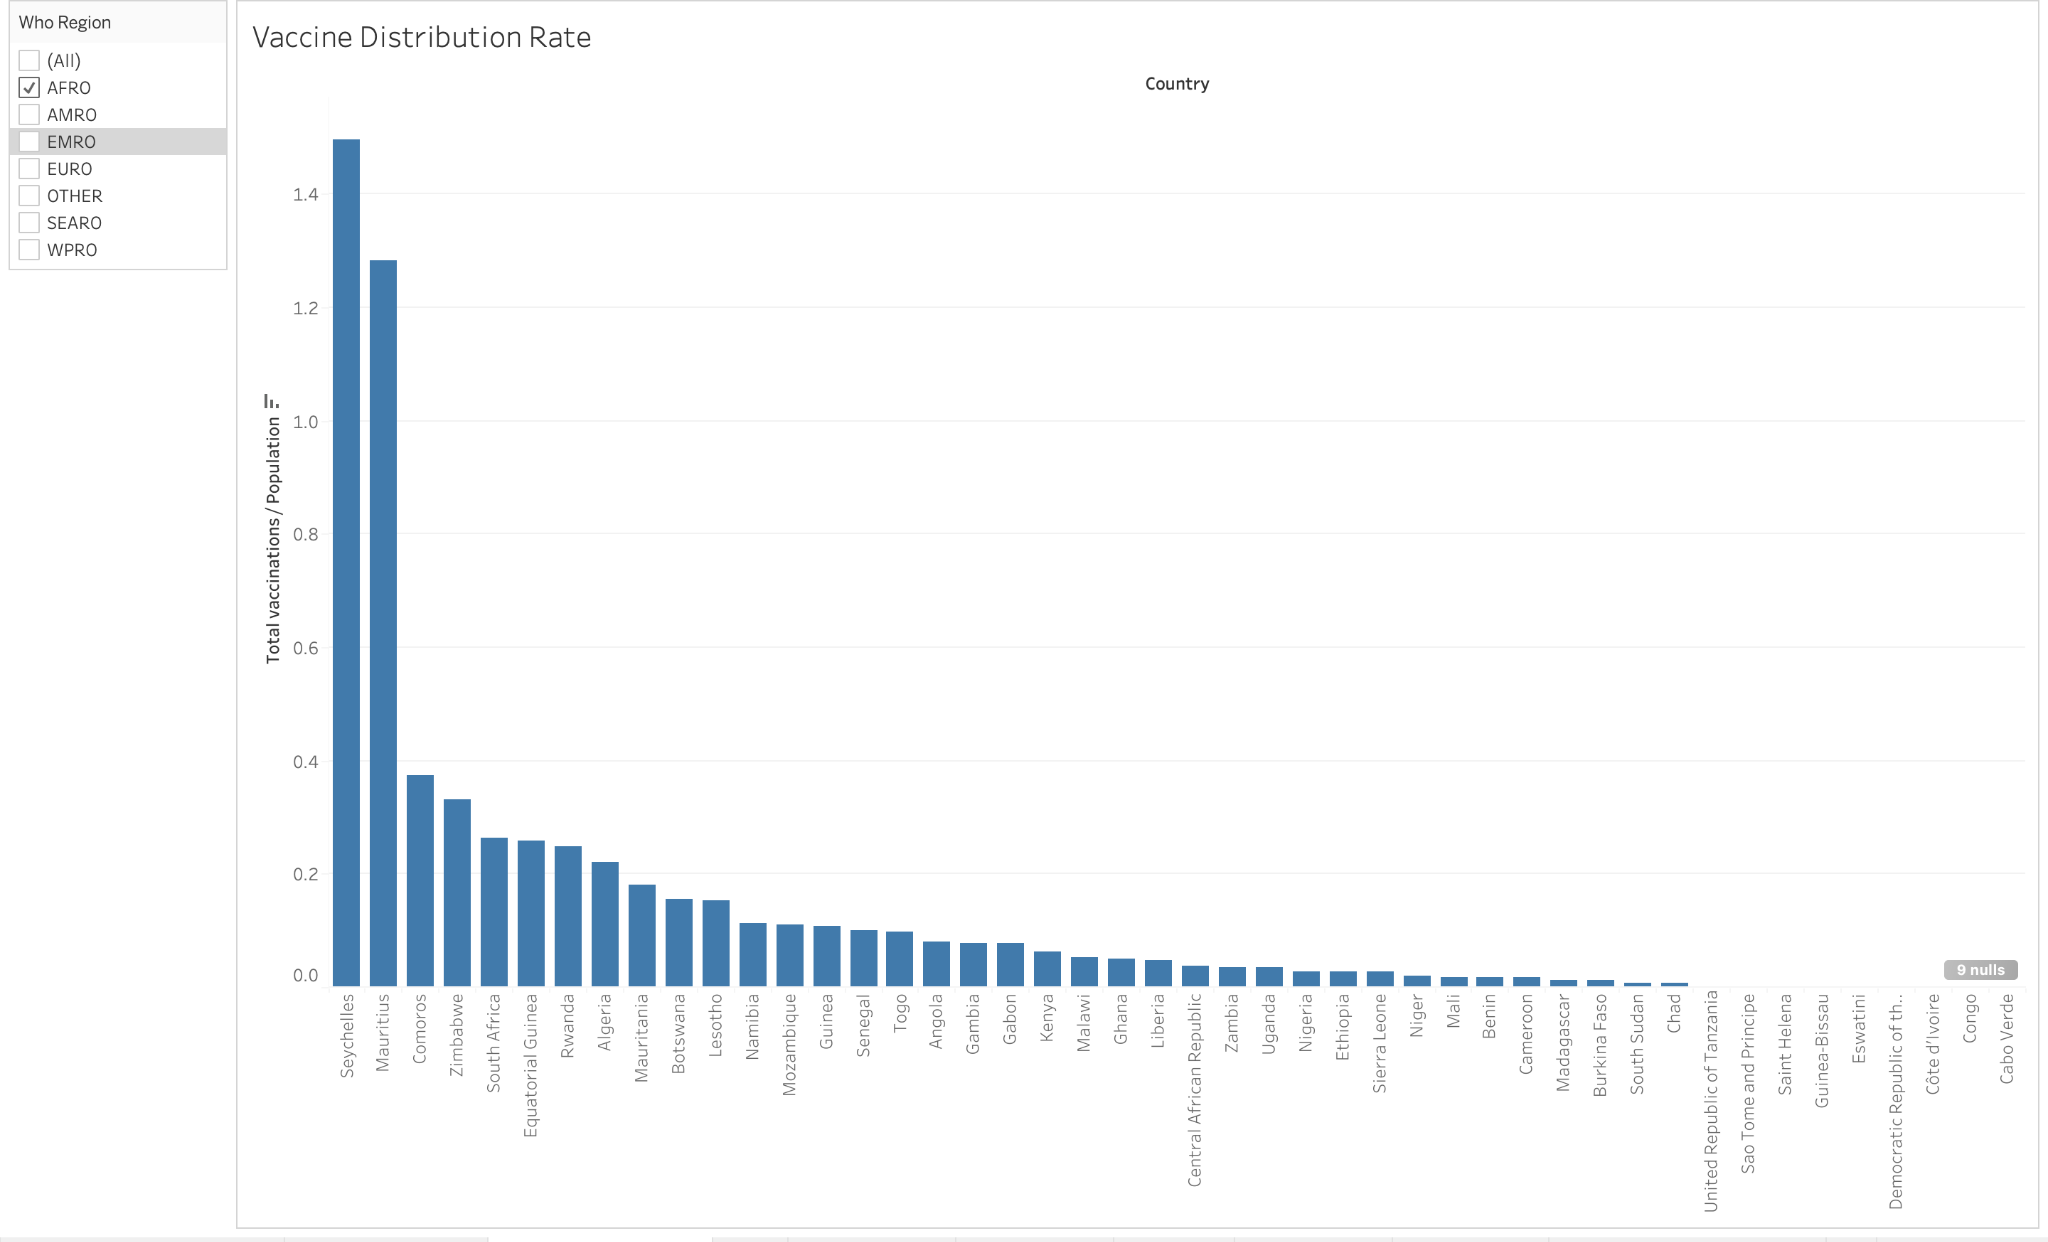 Who Region
(All)
AFRO
AMRO
EMRO
EURO
OTHER
SEARO
WPRO
Vaccine Distribution Rate
Country
Total vaccinations / Population
1.4
1.2
1.0
0.8
0.6
0.4
0.2
0.0
9 nulls
Seychelles
Mauritius
Comoros
Zimbabwe
South Africa
Equatorial Guinea
Rwanda
Algeria
Mauritania
Botswana
Lesotho
Namibia
Mozambique
Guinea
Senegal
Togo
Angola
Gambia
Gabon
Kenya
Malawi
Ghana
Liberia
Central African Republic
Zambia
Uganda
Nigeria
Ethiopia
Sierra Leone
Niger
Mali
Benin
Cameroon
Madagascar
Burkina Faso
South Sudan
Chad
United Republic of Tanzania
Sao Tome and Principe
Saint Helena
Guinea-Bissau
Eswatini
Democratic Republic of th..
Côte d'Ivoire
Congo
Cabo Verde